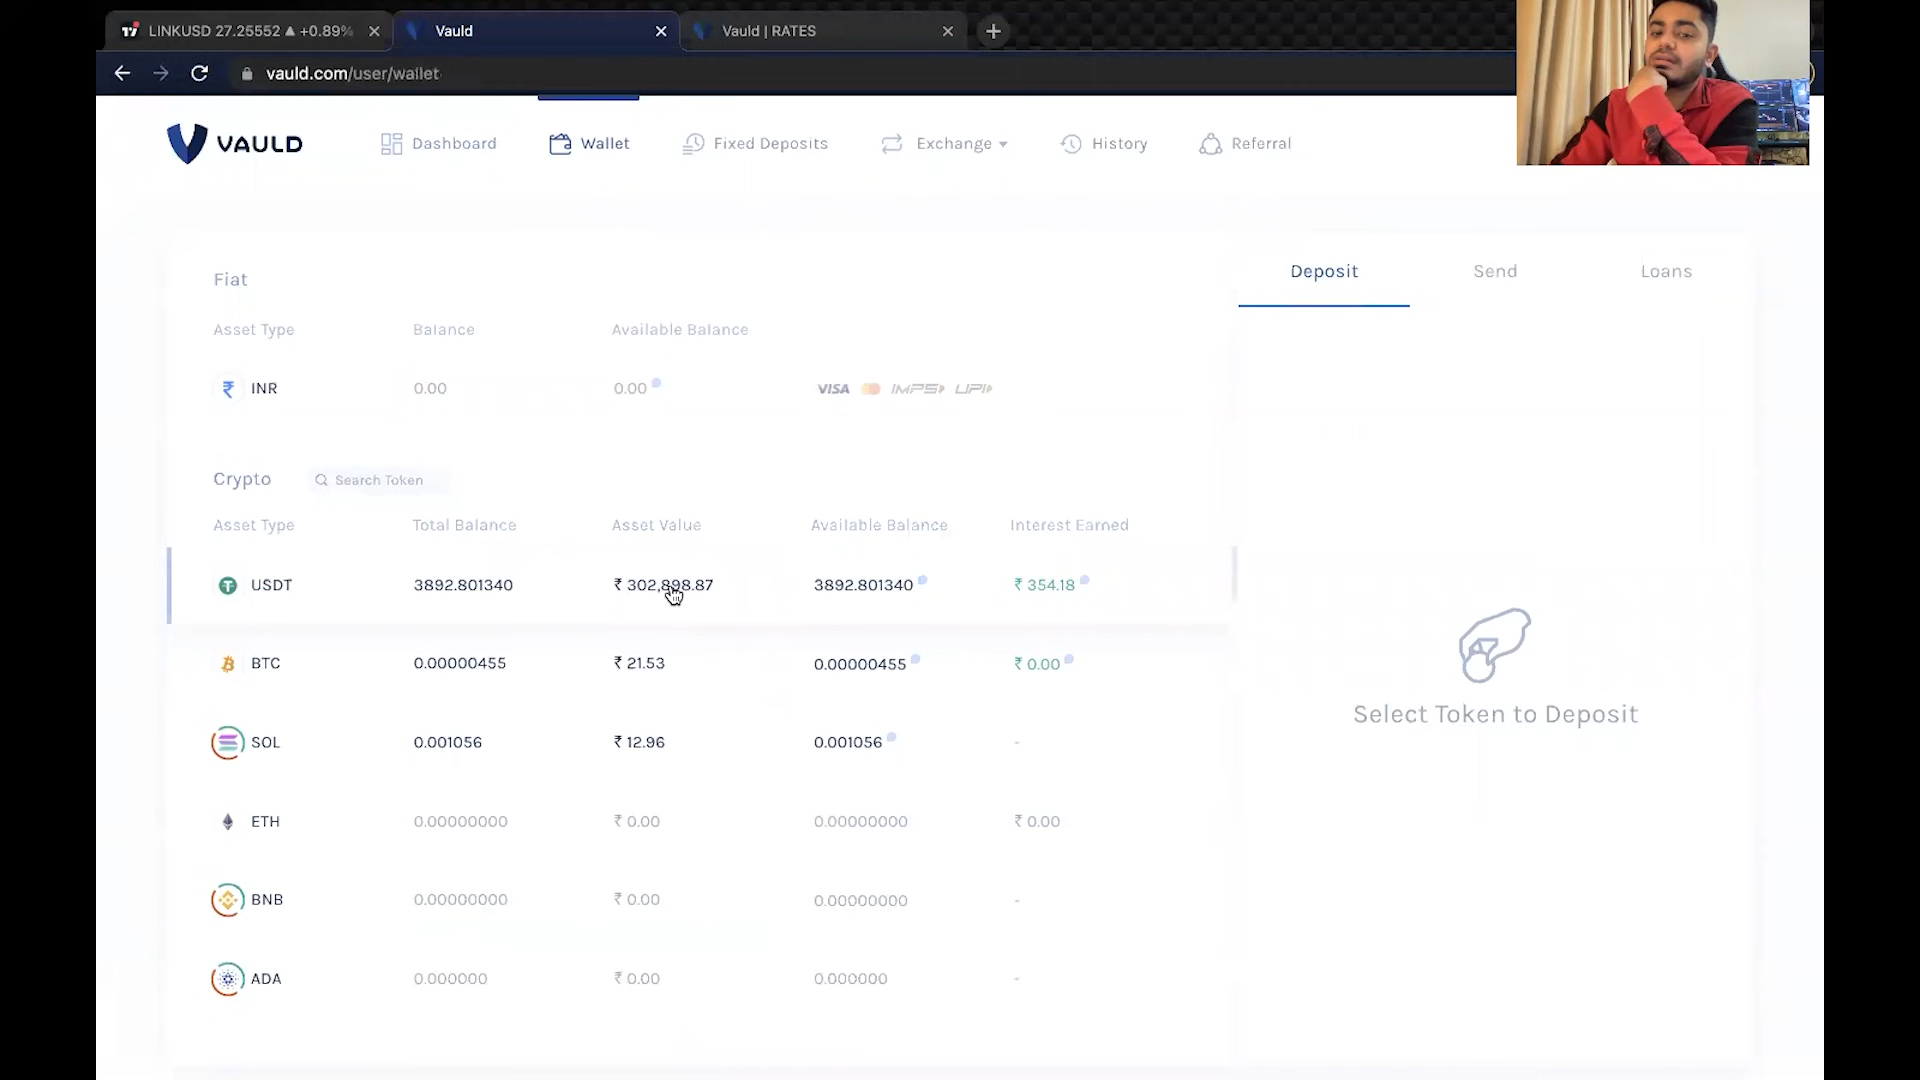 LINKUSD 27.25552 ▲ +0.89%
Vauld
Vauld | RATES
vauld.com/user/wallet
VAULD
Dashboard
Wallet
Fixed Deposits
Exchange
History
Referral
Fiat
Deposit
Send
Loans
Asset Type
Balance
Available Balance
₹ INR
0.00
0.00
VISA
IMPS
UPI
Crypto
Search Token
Asset Type
Total Balance
Asset Value
Available Balance
Interest Earned
USDT
3892.801340
₹ 302,898.87
3892.801340
₹ 354.18
BTC
0.00000455
₹ 21.53
0.00000455
₹ 0.00
Select Token to Deposit
SOL
0.001056
₹ 12.96
0.001056
-
ETH
0.00000000
₹ 0.00
0.00000000
₹ 0.00
BNB
0.00000000
₹ 0.00
0.00000000
-
ADA
0.000000
₹ 0.00
0.000000
-